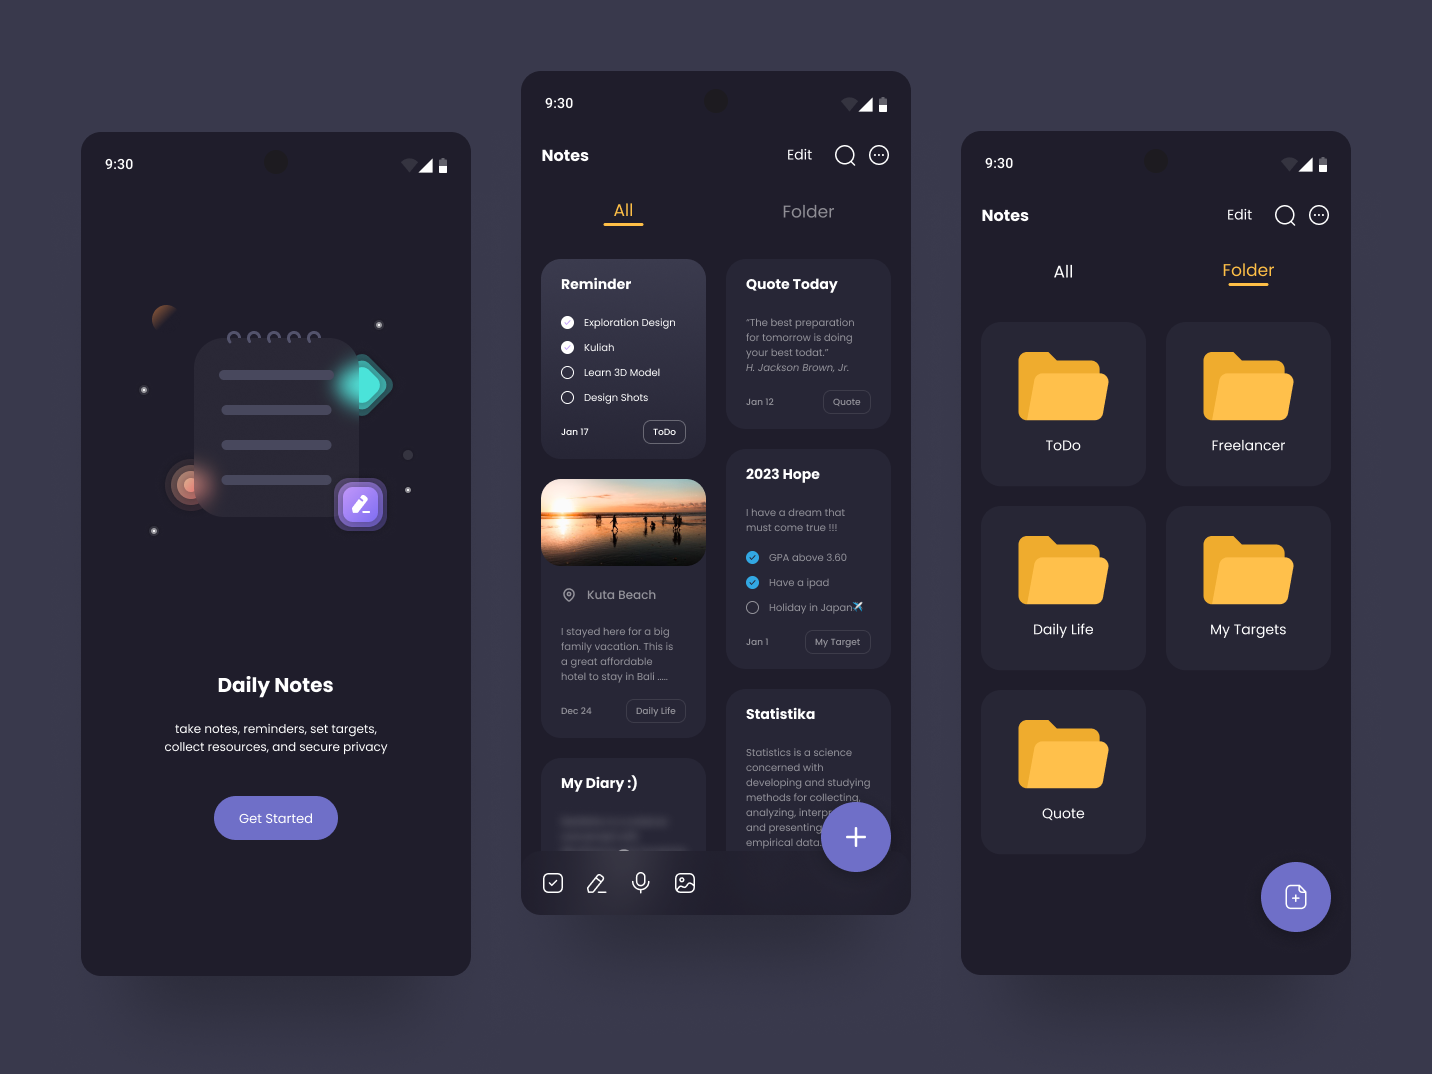 9:30
Daily Notes
take notes, reminders, set targets,
collect resources, and secure privacy
Get Started
9:30
Notes
Edit
All
Folder
Reminder
Exploration Design
Kuliah
Learn 3D Model
Design Shots
Jan 17
ToDo
Kuta Beach
I stayed here for a big
family vacation. This is
a great affordable
hotel to stay in Bali .....
Dec 24
Daily Life
My Diary :)
Quote Today
“The best preparation
for tomorrow is doing
your best todat.”
H. Jackson Brown, Jr.
Jan 12
Quote
2023 Hope
I have a dream that
must come true !!!
GPA above 3.60
Have a ipad
Holiday in Japan✈️
Jan 1
My Target
Statistika
Statistics is a science
concerned with
developing and studying
methods for collecting,
analyzing,
and presenting
empirical data.
9:30
Notes
Edit
All
Folder
ToDo
Freelancer
Daily Life
My Targets
Quote